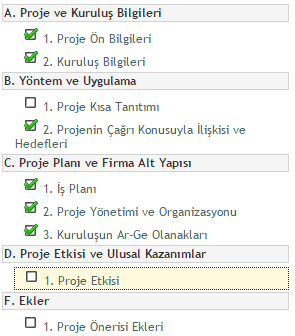 A. Proje ve Kuruluş Bilgileri
1. Proje Ön Bilgileri
2. Kuruluş Bilgileri
B. Yöntem ve Uygulama
1. Proje Kısa Tanıtımı
2. Projenin Çağrı Konusuyla İlişkisi ve
Hedefleri
C. Proje Planı ve Firma Alt Yapısı
1. İş Planı
2. Proje Yönetimi ve Organizasyonu
3. Kuruluşun Ar-Ge Olanakları
D. Proje Etkisi ve Ulusal Kazanımlar
1. Proje Etkisi
F. Ekler
1. Proje Önerisi Ekleri